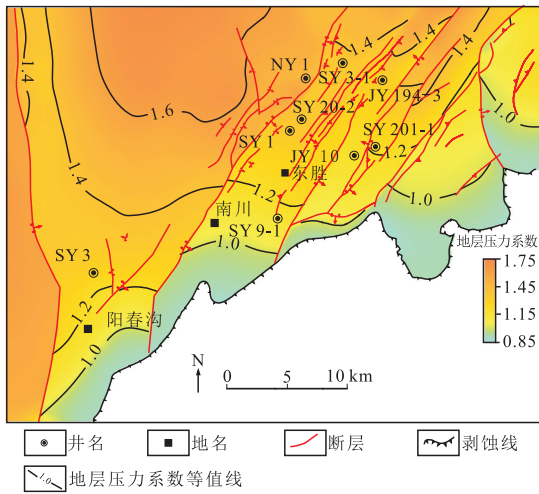 1.4
1.4
1.4
1.6
NY 1
SY 3-1
JY 194-3
1.0
SY 20-2
SY 1
SY 201-1
JY 10
1.2
东胜
1.4
1.2
1.0
南川
SY 9-1
1.0
地层压力系数
1.75
1.45
1.15
0.85
SY 3
1.2
阳春沟
1.0
N
0 5 10 km
井名 地名 断层 剥蚀线
1.0 地层压力系数等值线